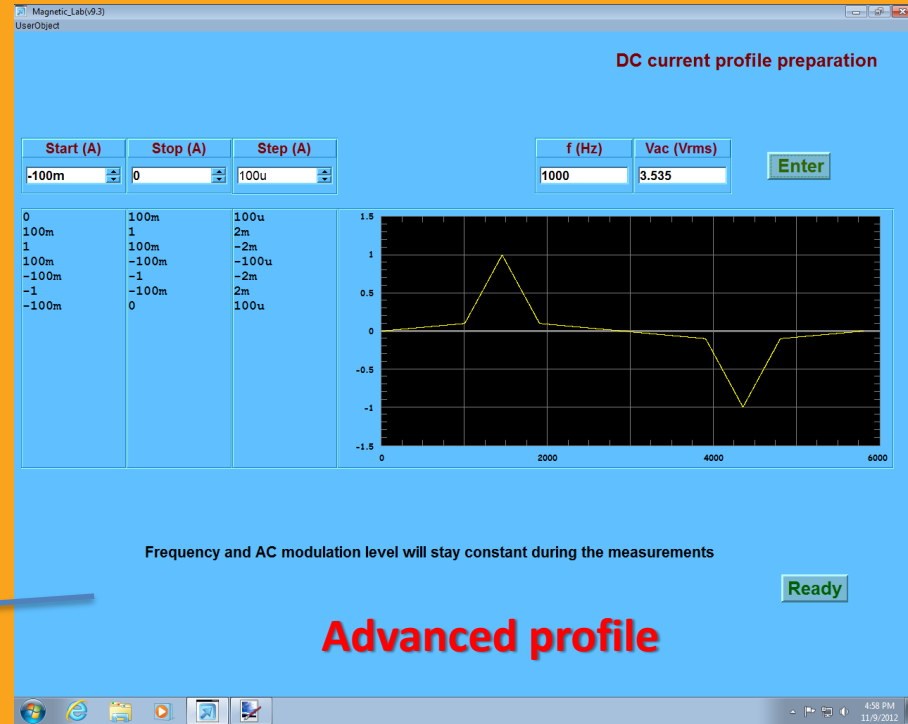 Magnetic_Lab(v9.3)
UserObject
DC current profile preparation
Start (A) Stop (A) Step (A) f (Hz) Vac (Vrms)
-100m 0 100u 1000 3.535 Enter
0 100m 100u
100m 1 2m
1 100m -2m
100m -100m -100u
-100m -1 -2m
-1 -100m 2m
-100m 0 100u
1.5
1
0.5
0
-0.5
-1
-1.5
0 2000 4000 6000
Frequency and AC modulation level will stay constant during the measurements
Ready
Advanced profile
4:58 PM
11/9/2012